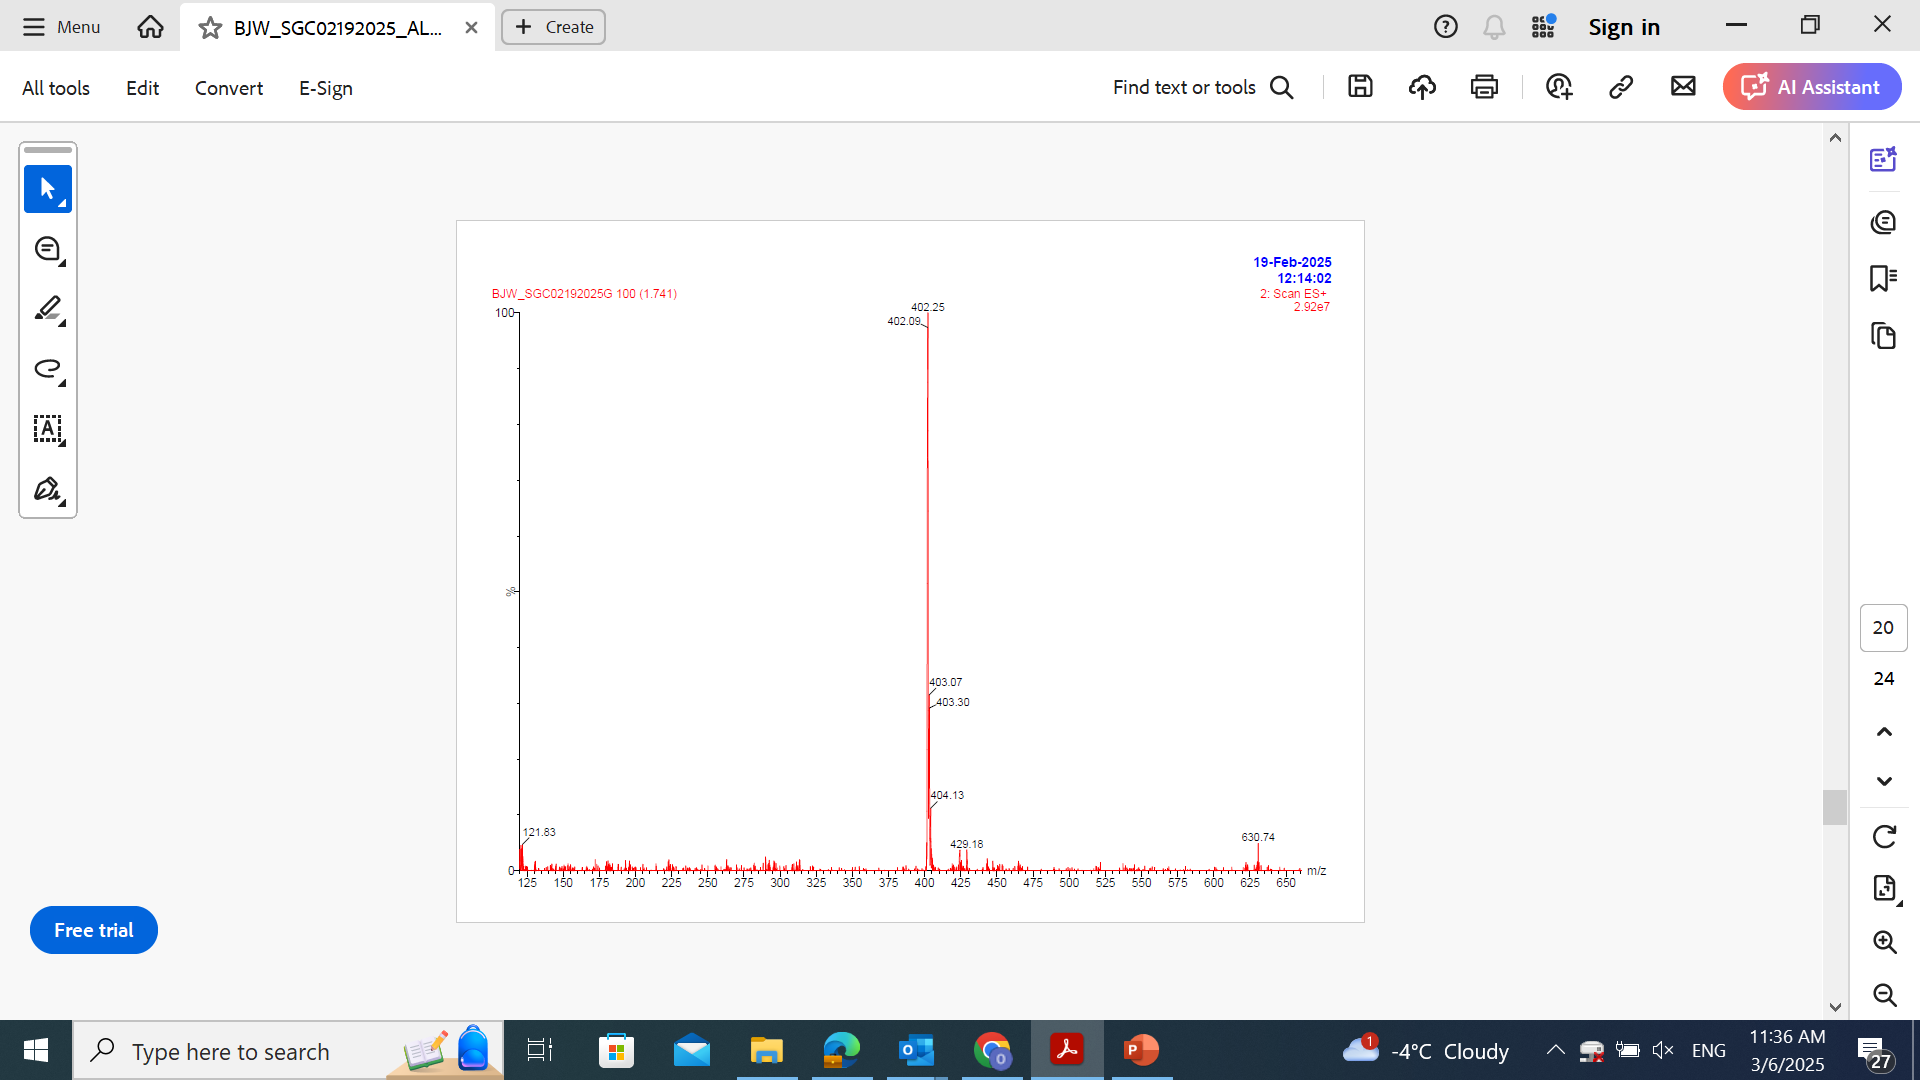 Menu
BJW_SGC02192025_AL...
Create
Sign in
All tools
Edit
Convert
E-Sign
Find text or tools
AI Assistant
19-Feb-2025
12:14:02
BJW_SGC02192025G 100 (1.741)
2: Scan ES+
2.92e7
402.25
402.09
100
%
403.07
403.30
404.13
121.83
429.18
630.74
0
m/z
125 150 175 200 225 250 275 300 325 350 375 400 425 450 475 500 525 550 575 600 625 650
A
20
24
Free trial
Type here to search
1
-4°C Cloudy
ENG
11:36 AM
3/6/2025
27